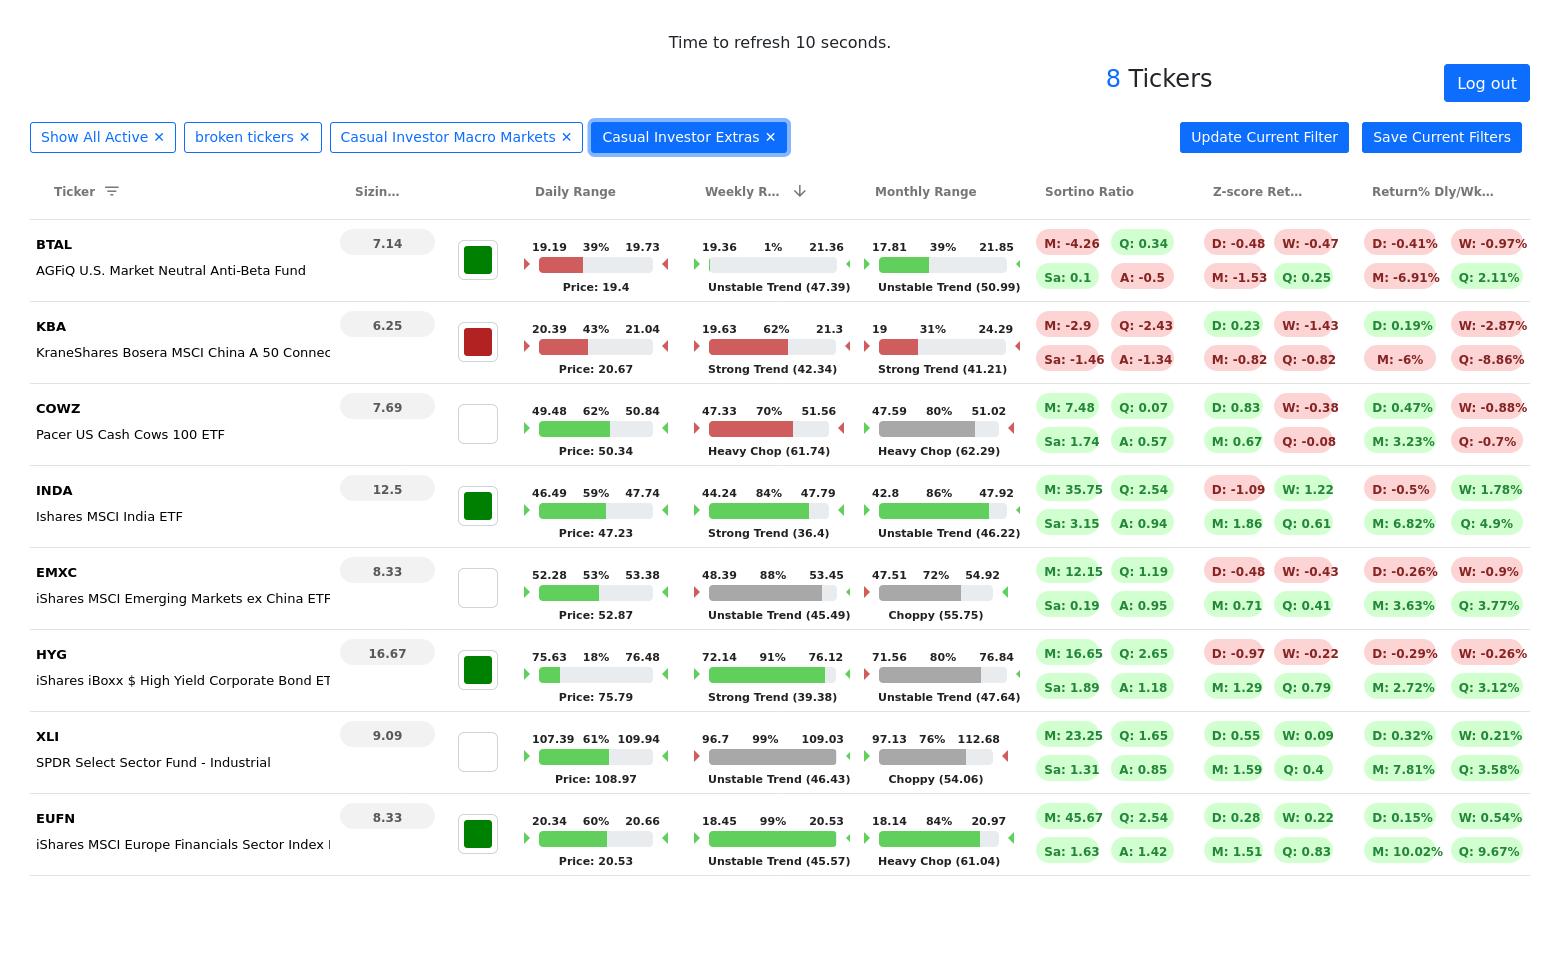 Time to refresh 10 seconds.
8 Tickers
Log out
Show All Active ✕ broken tickers ✕ Casual Investor Macro Markets ✕ Casual Investor Extras ✕ Update Current Filter Save Current Filters
Ticker Sizin... Daily Range Weekly R... Monthly Range Sortino Ratio Z-score Ret... Return% Dly/Wk...
BTAL 7.14 19.19 39% 19.73 19.36 1% 21.36 17.81 39% 21.85 M: -4.26 Q: 0.34 D: -0.48 W: -0.47 D: -0.41% W: -0.97%
AGFiQ U.S. Market Neutral Anti-Beta Fund Price: 19.4 Unstable Trend (47.39) Unstable Trend (50.99) Sa: 0.1 A: -0.5 M: -1.53 Q: 0.25 M: -6.91% Q: 2.11%
KBA 6.25 20.39 43% 21.04 19.63 62% 21.3 19 31% 24.29 M: -2.9 Q: -2.43 D: 0.23 W: -1.43 D: 0.19% W: -2.87%
KraneShares Bosera MSCI China A 50 Connec Price: 20.67 Strong Trend (42.34) Strong Trend (41.21) Sa: -1.46 A: -1.34 M: -0.82 Q: -0.82 M: -6% Q: -8.86%
COWZ 7.69 49.48 62% 50.84 47.33 70% 51.56 47.59 80% 51.02 M: 7.48 Q: 0.07 D: 0.83 W: -0.38 D: 0.47% W: -0.88%
Pacer US Cash Cows 100 ETF Price: 50.34 Heavy Chop (61.74) Heavy Chop (62.29) Sa: 1.74 A: 0.57 M: 0.67 Q: -0.08 M: 3.23% Q: -0.7%
INDA 12.5 46.49 59% 47.74 44.24 84% 47.79 42.8 86% 47.92 M: 35.75 Q: 2.54 D: -1.09 W: 1.22 D: -0.5% W: 1.78%
Ishares MSCI India ETF Price: 47.23 Strong Trend (36.4) Unstable Trend (46.22) Sa: 3.15 A: 0.94 M: 1.86 Q: 0.61 M: 6.82% Q: 4.9%
EMXC 8.33 52.28 53% 53.38 48.39 88% 53.45 47.51 72% 54.92 M: 12.15 Q: 1.19 D: -0.48 W: -0.43 D: -0.26% W: -0.9%
iShares MSCI Emerging Markets ex China ETF Price: 52.87 Unstable Trend (45.49) Choppy (55.75) Sa: 0.19 A: 0.95 M: 0.71 Q: 0.41 M: 3.63% Q: 3.77%
HYG 16.67 75.63 18% 76.48 72.14 91% 76.12 71.56 80% 76.84 M: 16.65 Q: 2.65 D: -0.97 W: -0.22 D: -0.29% W: -0.26%
iShares iBoxx $ High Yield Corporate Bond ET Price: 75.79 Strong Trend (39.38) Unstable Trend (47.64) Sa: 1.89 A: 1.18 M: 1.29 Q: 0.79 M: 2.72% Q: 3.12%
XLI 9.09 107.39 61% 109.94 96.7 99% 109.03 97.13 76% 112.68 M: 23.25 Q: 1.65 D: 0.55 W: 0.09 D: 0.32% W: 0.21%
SPDR Select Sector Fund - Industrial Price: 108.97 Unstable Trend (46.43) Choppy (54.06) Sa: 1.31 A: 0.85 M: 1.59 Q: 0.4 M: 7.81% Q: 3.58%
EUFN 8.33 20.34 60% 20.66 18.45 99% 20.53 18.14 84% 20.97 M: 45.67 Q: 2.54 D: 0.28 W: 0.22 D: 0.15% W: 0.54%
iShares MSCI Europe Financials Sector Index Price: 20.53 Unstable Trend (45.57) Heavy Chop (61.04) Sa: 1.63 A: 1.42 M: 1.51 Q: 0.83 M: 10.02% Q: 9.67%